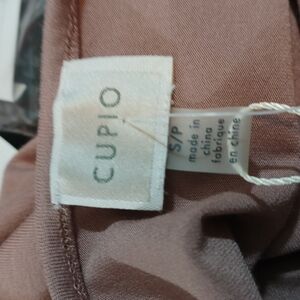 CUPIO
S/P
made in
china
fabriqué
en chine